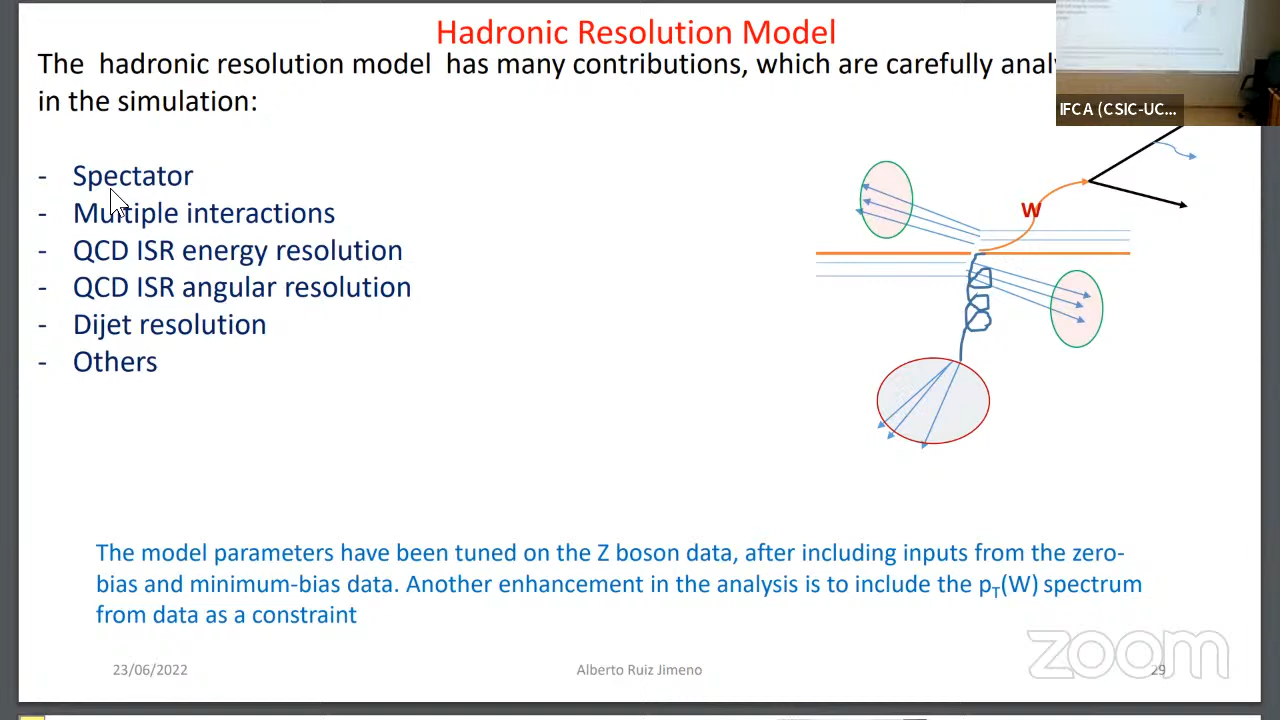 Hadronic Resolution Model
The hadronic resolution model has many contributions, which are carefully
in the simulation:
IFCA (CSIC-UC...
- Spectator
- Multiple interactions
- QCD ISR energy resolution
- QCD ISR angular resolution
- Dijet resolution
- Others
W
The model parameters have been tuned on the Z boson data, after including inputs from the zero-
bias and minimum-bias data. Another enhancement in the analysis is to include the pT(W) spectrum
from data as a constraint
zoom
23/06/2022
Alberto Ruiz Jimeno
29